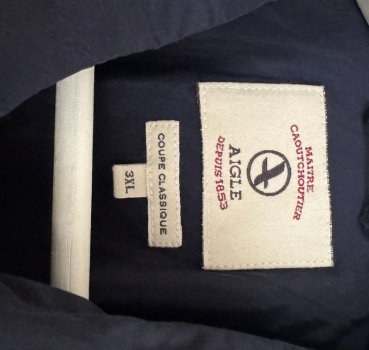 MAITRE
CAOUTCHOUTIER
AIGLE
DEPUIS 1853
COUPE CLASSIQUE
3XL